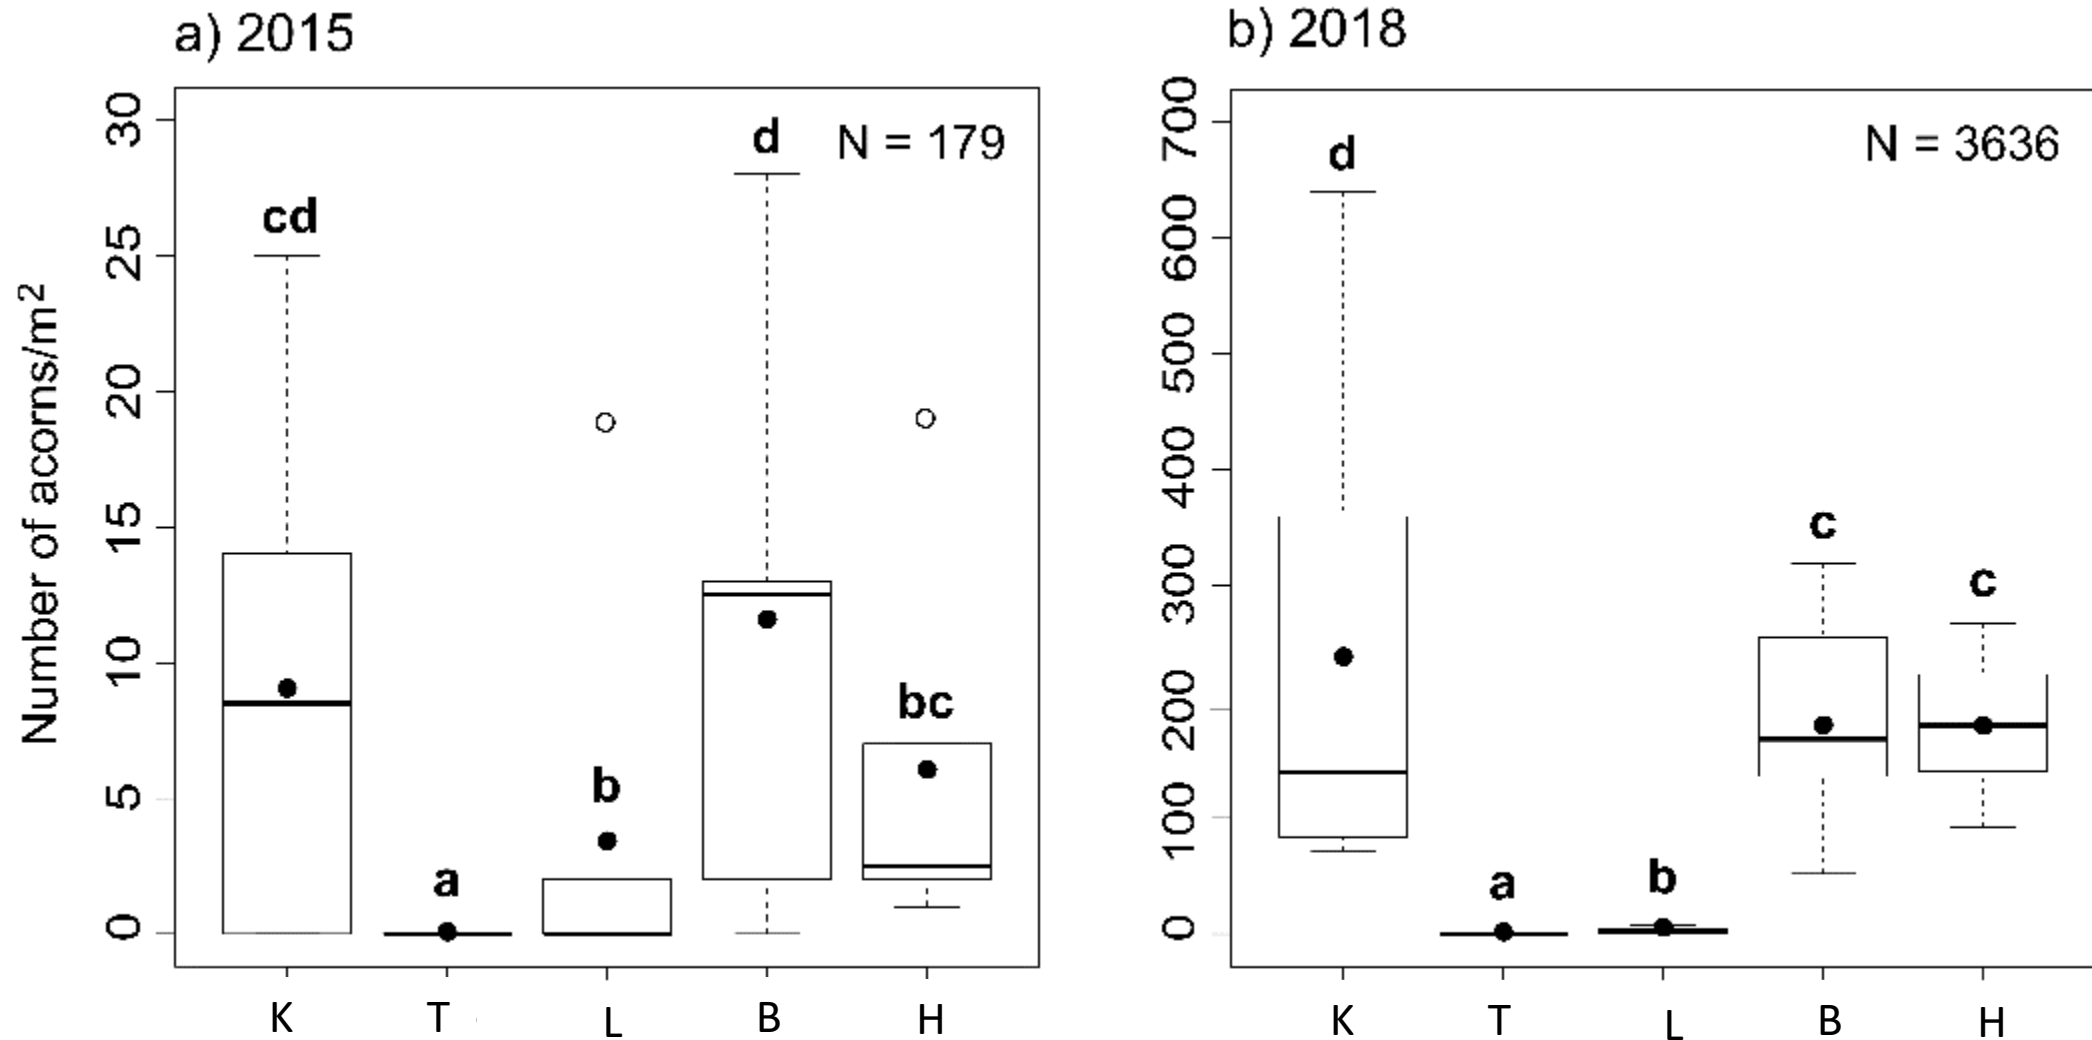 a) 2015
Number of acorns/m²
30
25
20
15
10
5
0
N = 179
cd
a
b
d
bc
K T L B H
b) 2018
700
600
500
400
300
200
100
0
N = 3636
d
a
b
c
c
K T L B H